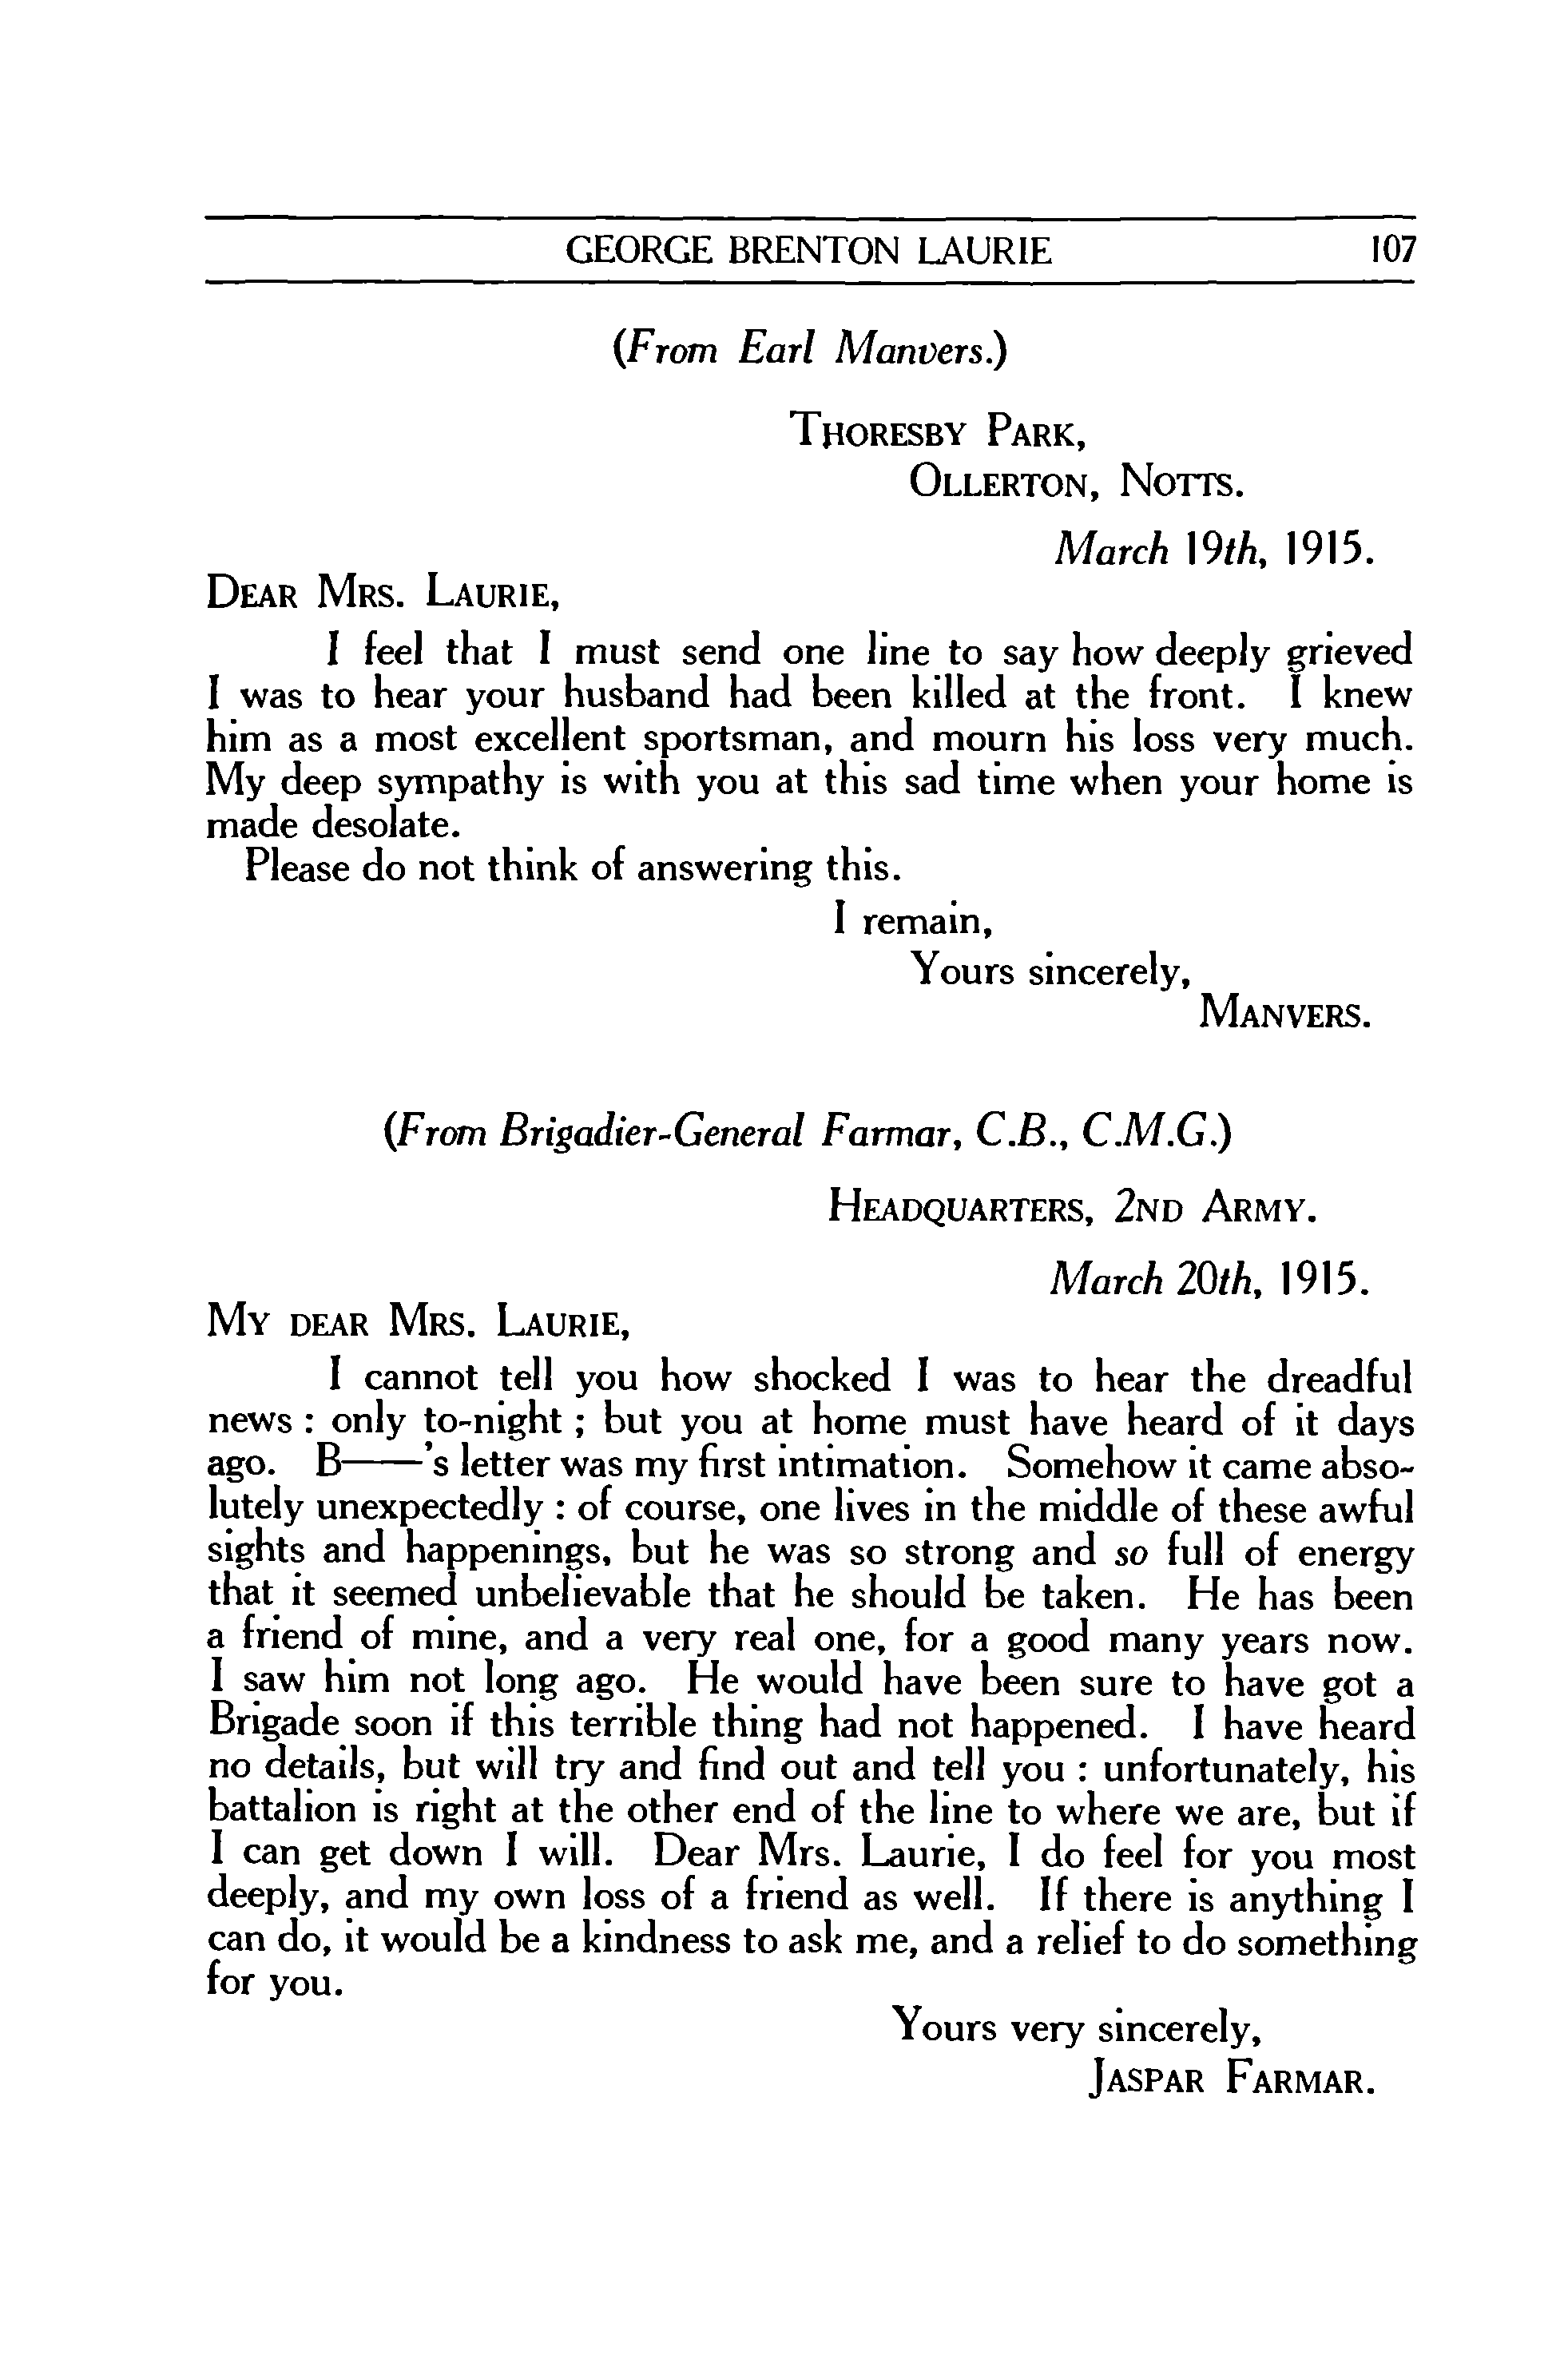 GEORGE BRENTON LAURIE 107
(From Earl Manvers.)
THORESBY PARK,
OLLERTON, NOTTS.
March 19th, 1915.
DEAR MRS. LAURIE,
I feel that I must send one line to say how deeply grieved
I was to hear your husband had been killed at the front. I knew
him as a most excellent sportsman, and mourn his loss very much.
My deep sympathy is with you at this sad time when your home is
made desolate.
Please do not think of answering this.
I remain,
Yours sincerely,
MANVERS.
(From Brigadier-General Farmar, C.B., C.M.G.)
HEADQUARTERS, 2ND ARMY.
March 20th, 1915.
MY DEAR MRS. LAURIE,
I cannot tell you how shocked I was to hear the dreadful
news : only to-night ; but you at home must have heard of it days
ago. B——'s letter was my first intimation. Somehow it came abso-
lutely unexpectedly : of course, one lives in the middle of these awful
sights and happenings, but he was so strong and so full of energy
that it seemed unbelievable that he should be taken. He has been
a friend of mine, and a very real one, for a good many years now.
I saw him not long ago. He would have been sure to have got a
Brigade soon if this terrible thing had not happened. I have heard
no details, but will try and find out and tell you : unfortunately, his
battalion is right at the other end of the line to where we are, but if
I can get down I will. Dear Mrs. Laurie, I do feel for you most
deeply, and my own loss of a friend as well. If there is anything I
can do, it would be a kindness to ask me, and a relief to do something
for you.
Yours very sincerely,
JASPAR FARMAR.